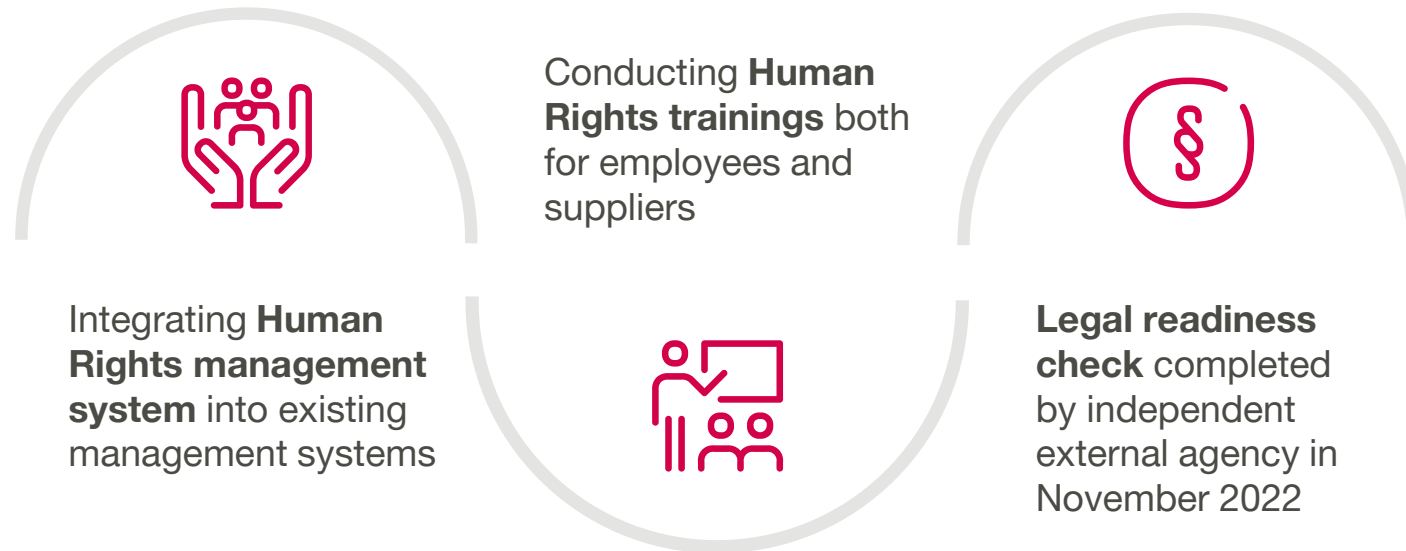 Integrating Human
Rights management
system into existing
management systems
Conducting Human
Rights trainings both
for employees and
suppliers
§
Legal readiness
check completed
by independent
external agency in
November 2022